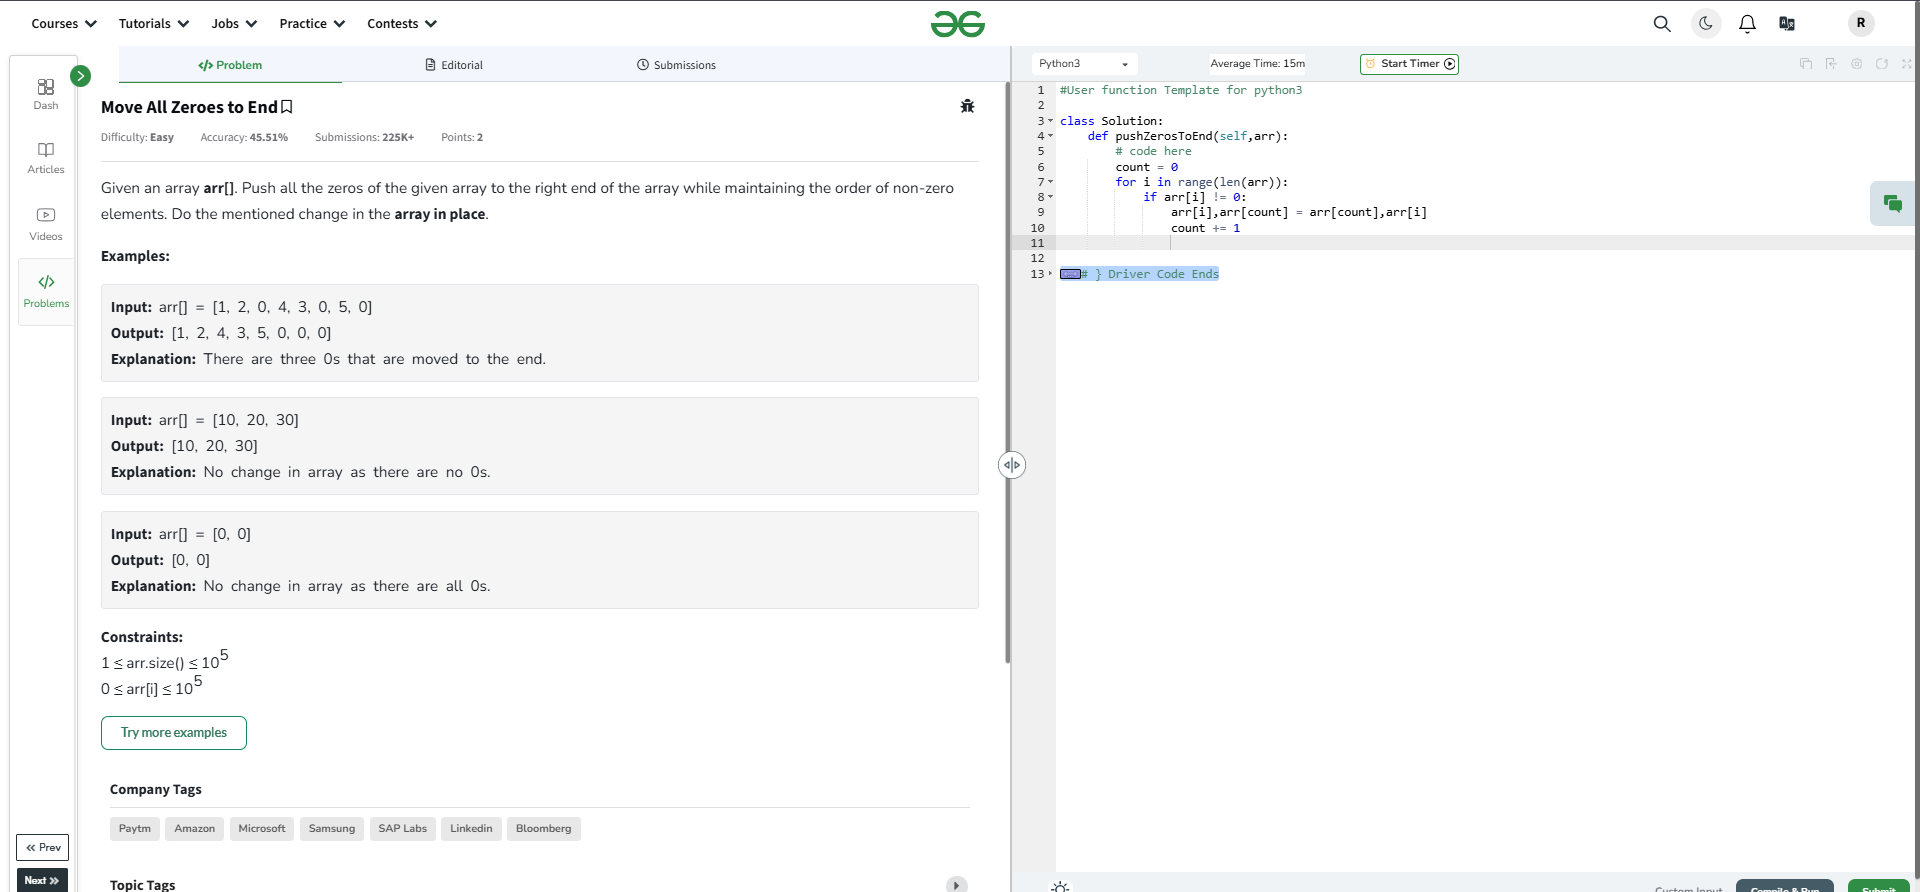 Courses Tutorials Jobs Practice Contests R
Problem Editorial Submissions
Python3 Average Time: 15m Start Timer
Dash
Articles
Videos
Problems
Prev
Next
Move All Zeroes to End
Difficulty: Easy Accuracy: 45.51% Submissions: 225K+ Points: 2
Given an array arr[]. Push all the zeros of the given array to the right end of the array while maintaining the order of non-zero
elements. Do the mentioned change in the array in place.
Examples:
Input: arr[] = [1, 2, 0, 4, 3, 0, 5, 0]
Output: [1, 2, 4, 3, 5, 0, 0, 0]
Explanation: There are three 0s that are moved to the end.
Input: arr[] = [10, 20, 30]
Output: [10, 20, 30]
Explanation: No change in array as there are no 0s.
Input: arr[] = [0, 0]
Output: [0, 0]
Explanation: No change in array as there are all 0s.
Constraints:
1 ≤ arr.size() ≤ 10^5
0 ≤ arr[i] ≤ 10^5
Try more examples
Company Tags
Paytm Amazon Microsoft Samsung SAP Labs Linkedin Bloomberg
Topic Tags
1 #User function Template for python3
2
3 class Solution:
4 def pushZerosToEnd(self,arr):
5 # code here
6 count = 0
7 for i in range(len(arr)):
8 if arr[i] != 0:
9 arr[i],arr[count] = arr[count],arr[i]
10 count += 1
11
12
13 # } Driver Code Ends
Custom Input Compile & Run Submit